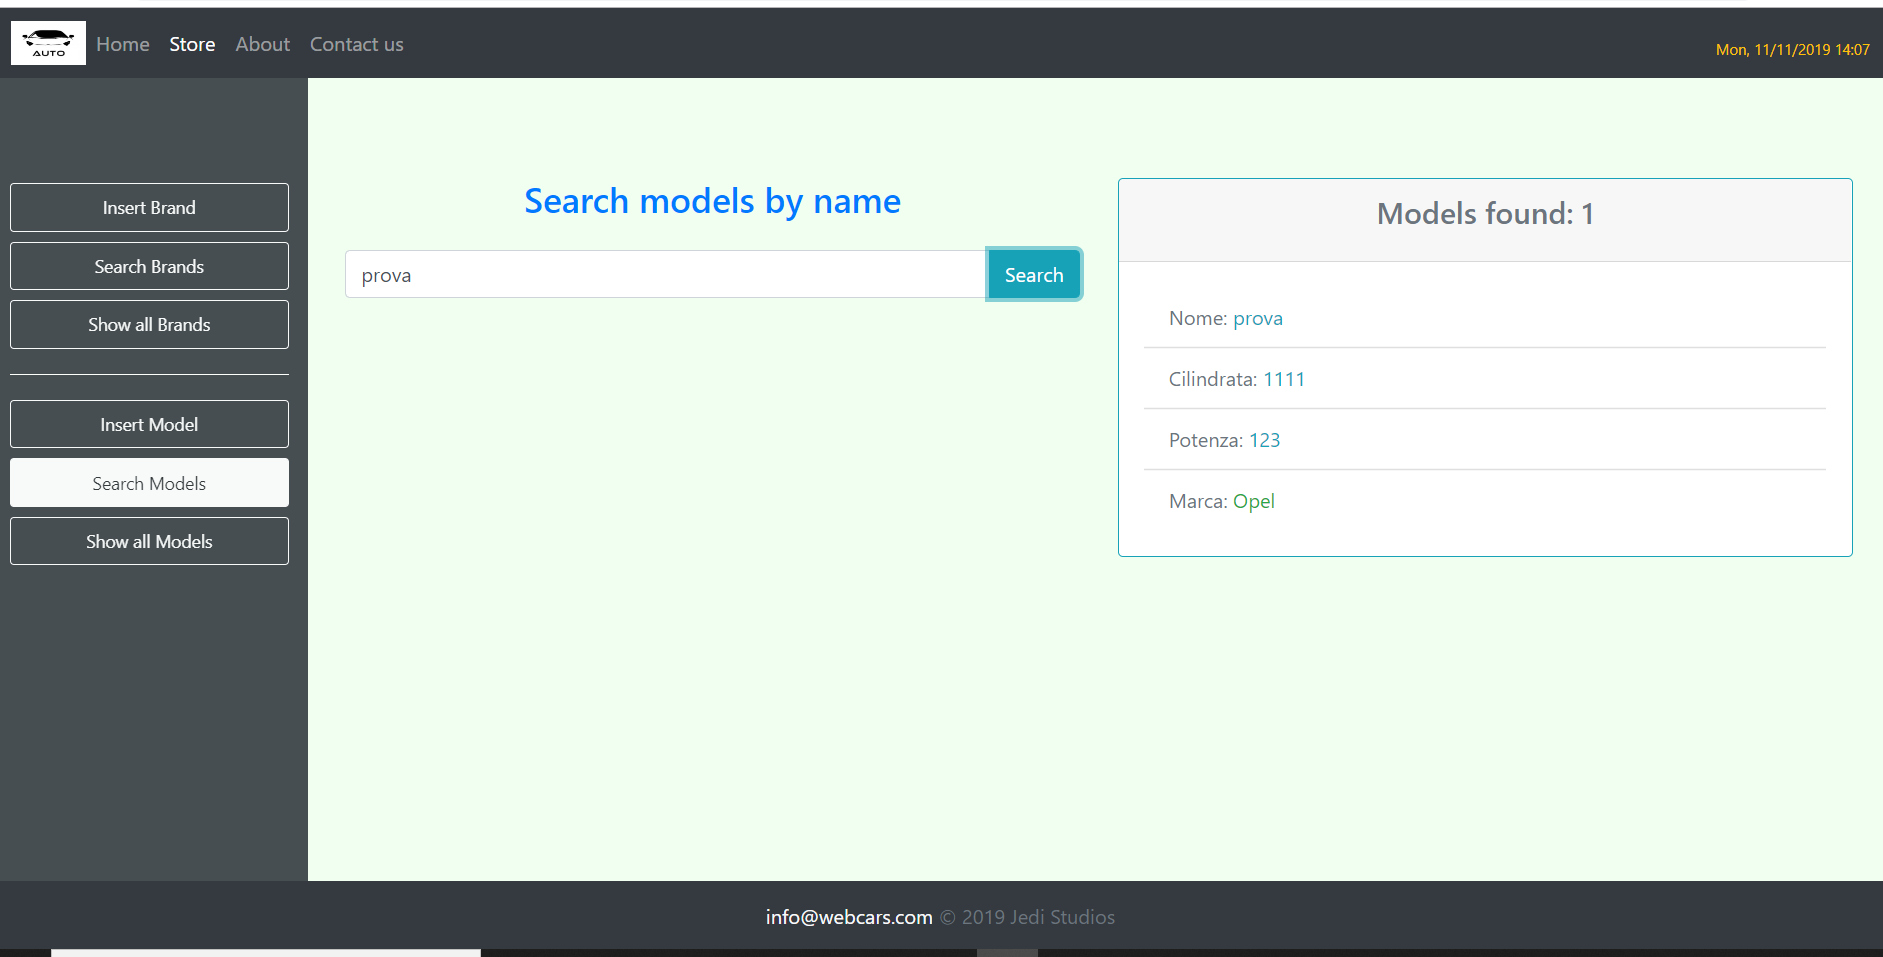 AUTO
Home Store About Contact us
Mon, 11/11/2019 14:07
Insert Brand
Search Brands
Show all Brands
Insert Model
Search Models
Show all Models
Search models by name
prova Search
Models found: 1
Nome: prova
Cilindrata: 1111
Potenza: 123
Marca: Opel
info@webcars.com © 2019 Jedi Studios